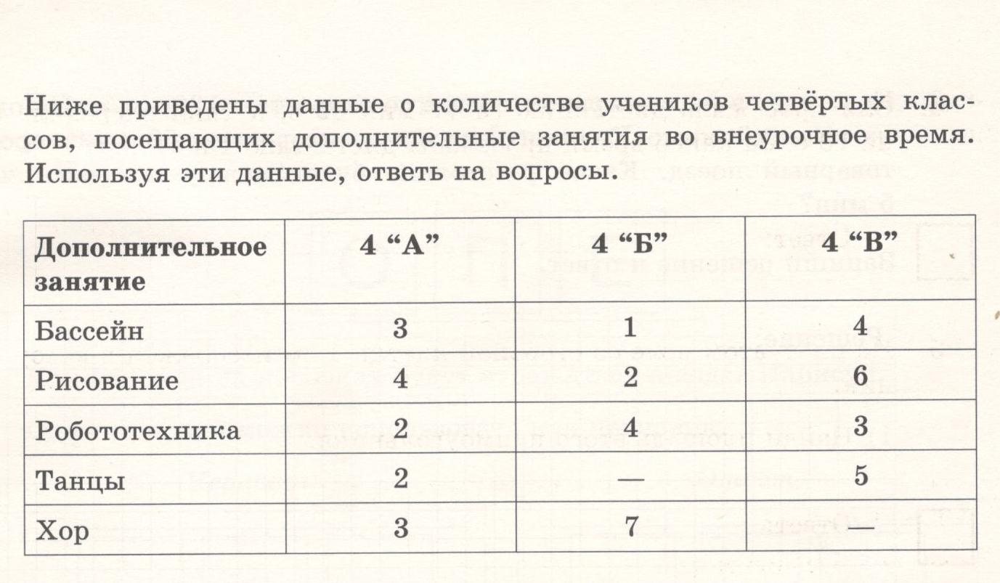 Ниже приведены данные о количестве учеников четвёртых клас-
сов, посещающих дополнительные занятия во внеурочное время.
Используя эти данные, ответь на вопросы.
Дополнительное занятие 4 “А” 4 “Б” 4 “В”
Бассейн 3 1 4
Рисование 4 2 6
Робототехника 2 4 3
Танцы 2 — 5
Хор 3 7 —